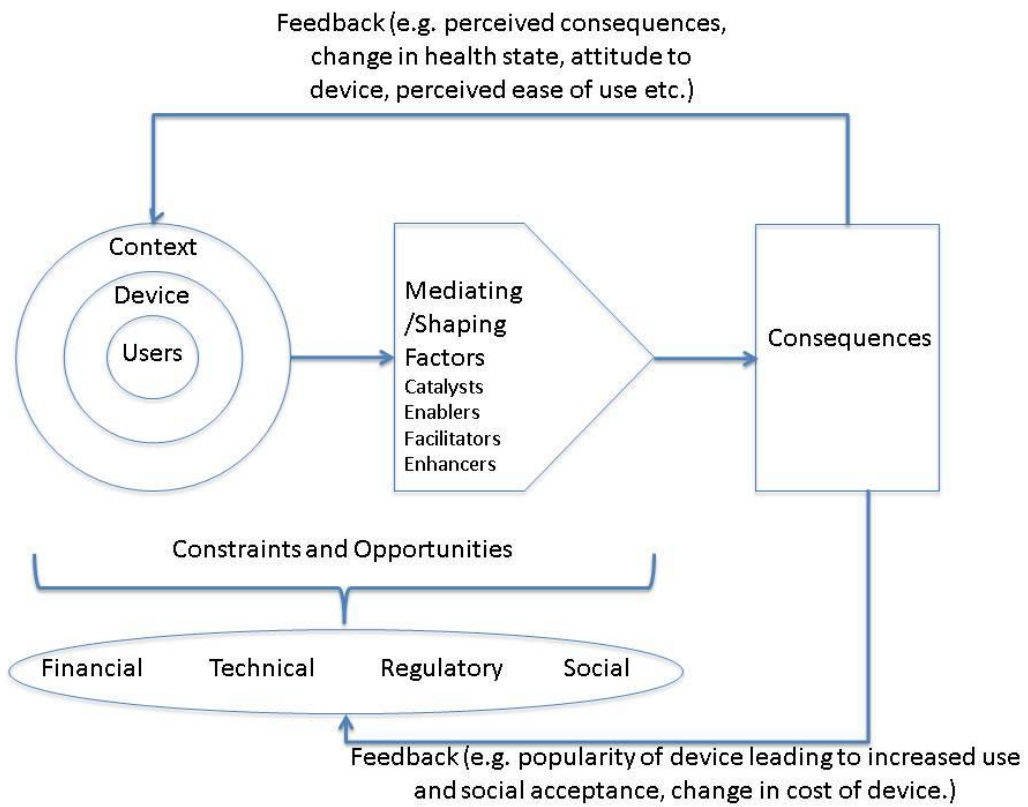 Feedback (e.g. perceived consequences,
change in health state, attitude to
device, perceived ease of use etc.)
Context
Device
Users
Mediating
/Shaping
Factors
Catalysts
Enablers
Facilitators
Enhancers
Consequences
Constraints and Opportunities
Financial Technical Regulatory Social
Feedback (e.g. popularity of device leading to increased use
and social acceptance, change in cost of device.)